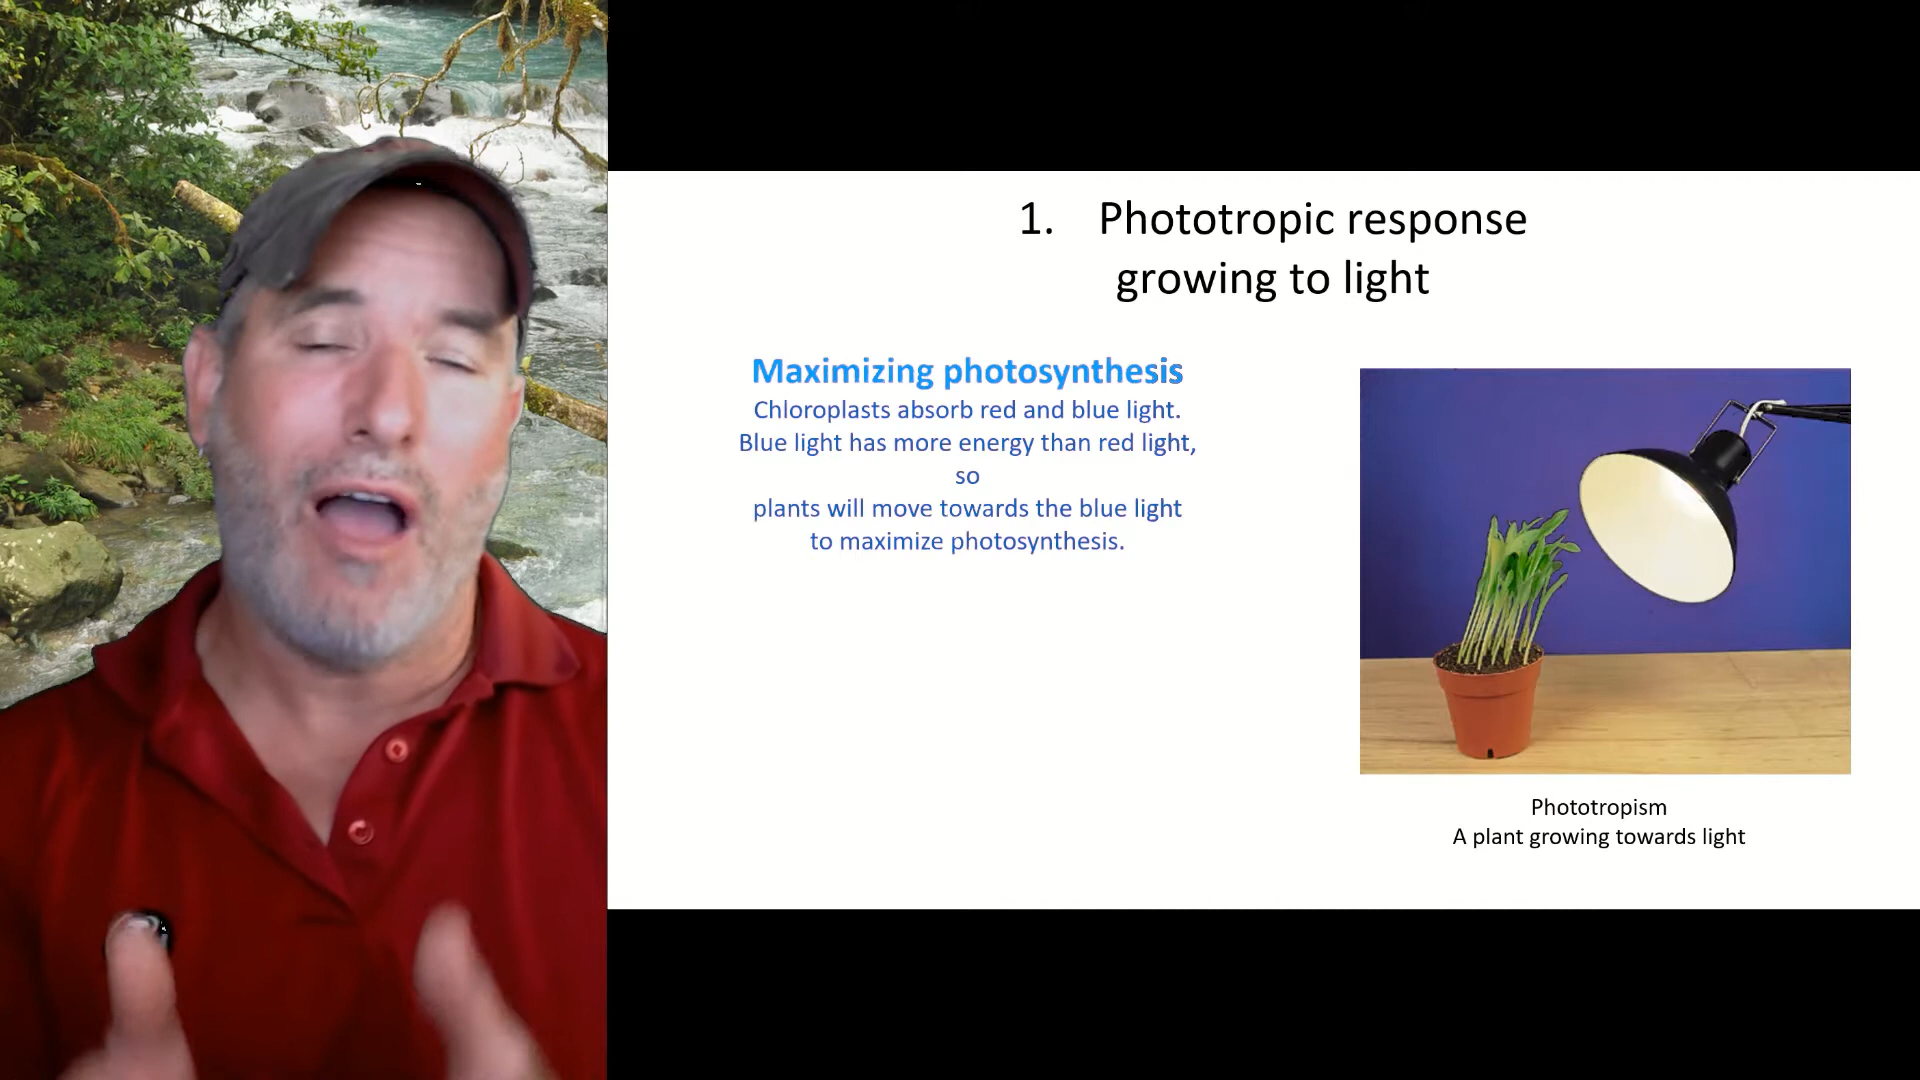 1. Phototropic response
growing to light
Maximizing photosynthesis
Chloroplasts absorb red and blue light.
Blue light has more energy than red light,
so
plants will move towards the blue light
to maximize photosynthesis.
Phototropism
A plant growing towards light